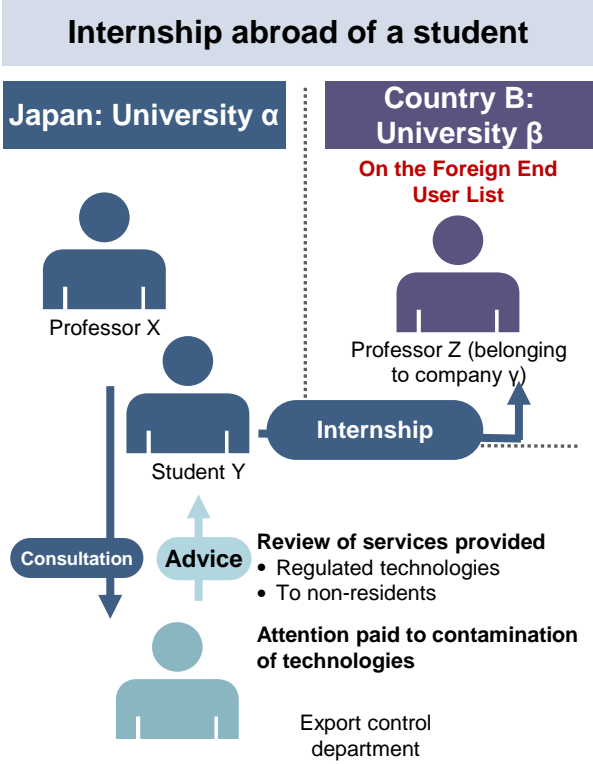 Internship abroad of a student
Japan: University α
Country B:
University β
On the Foreign End
User List
Professor X
Professor Z (belonging
to company γ)
Student Y
Internship
Consultation
Advice
Review of services provided
• Regulated technologies
• To non-residents
Attention paid to contamination
of technologies
Export control
department